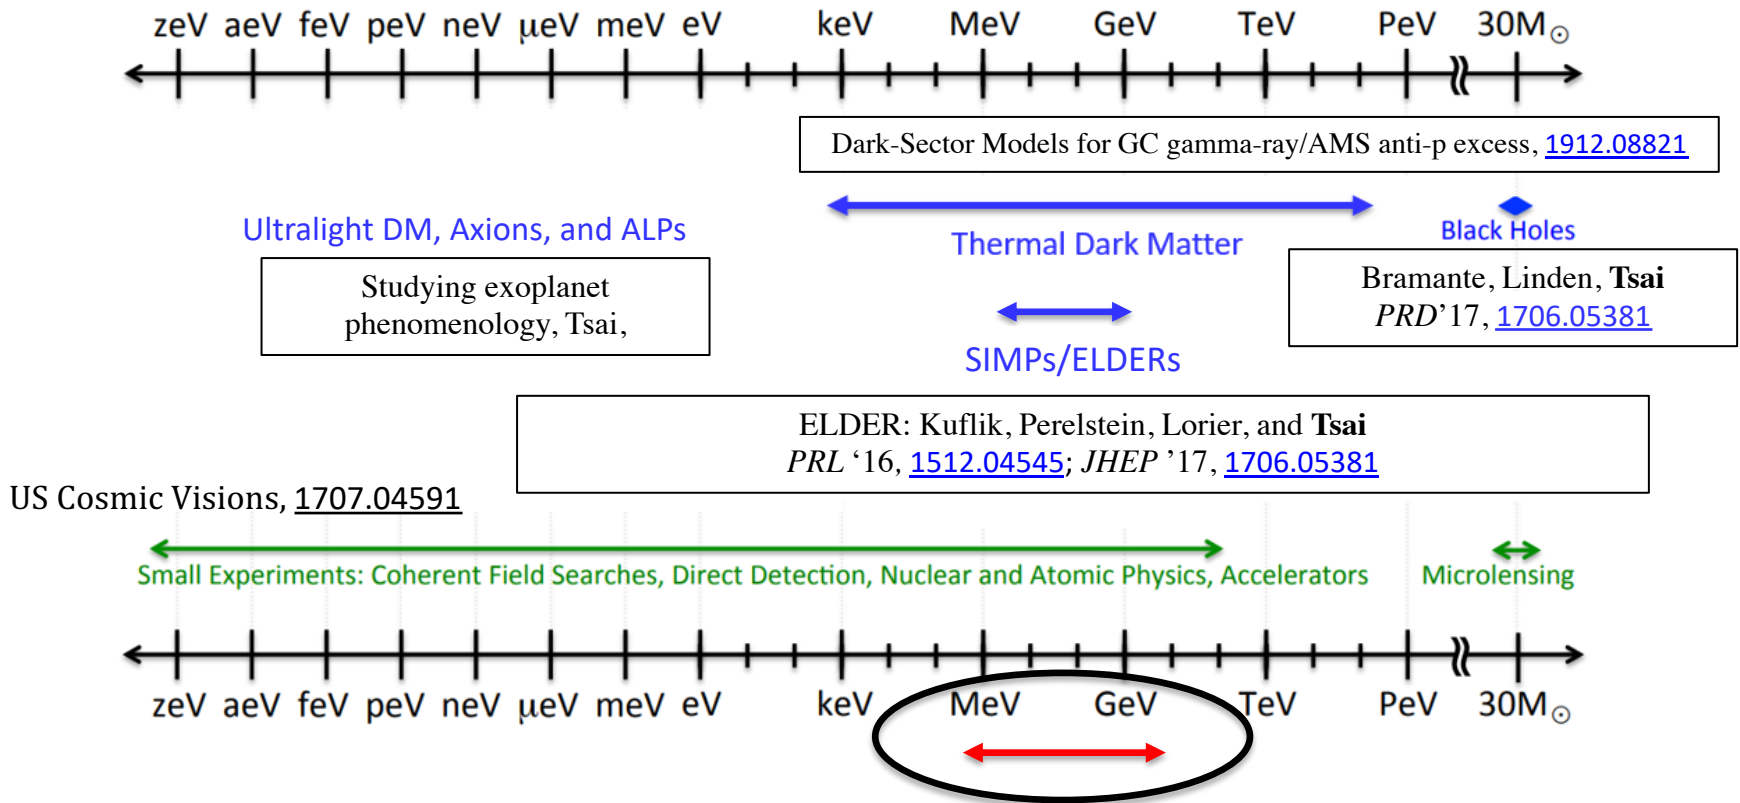 zeV aeV feV peV neV μeV meV eV keV MeV GeV TeV PeV 30M☉
Dark-Sector Models for GC gamma-ray/AMS anti-p excess, 1912.08821
Ultralight DM, Axions, and ALPs
Thermal Dark Matter
Black Holes
Studying exoplanet
phenomenology, Tsai,
Bramante, Linden, Tsai
PRD’17, 1706.05381
SIMPs/ELDERs
ELDER: Kuflik, Perelstein, Lorier, and Tsai
PRL ‘16, 1512.04545; JHEP ’17, 1706.05381
US Cosmic Visions, 1707.04591
Small Experiments: Coherent Field Searches, Direct Detection, Nuclear and Atomic Physics, Accelerators
Microlensing
zeV aeV feV peV neV μeV meV eV keV MeV GeV TeV PeV 30M☉